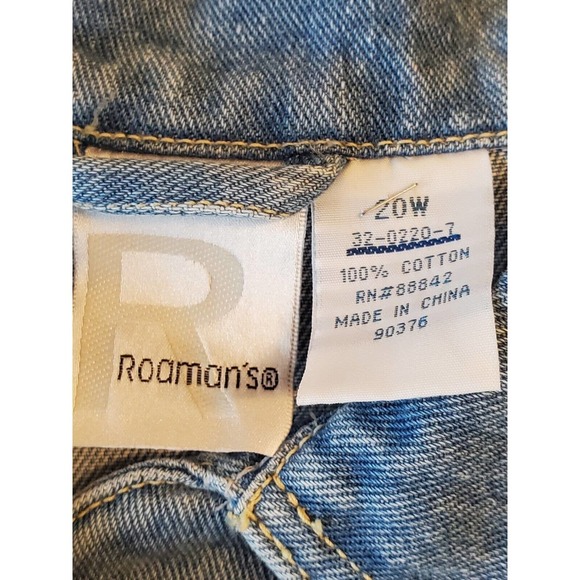 R
Roaman's®
20W
32-0220-7
100% COTTON
RN#88842
MADE IN CHINA
90376